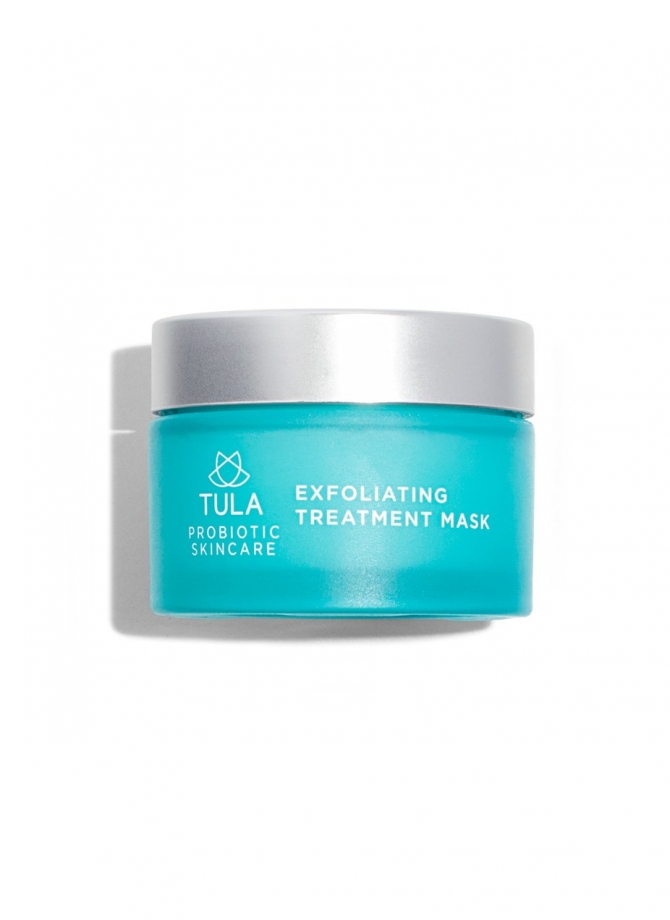 TULA
PROBIOTIC
SKINCARE
EXFOLIATING
TREATMENT MASK